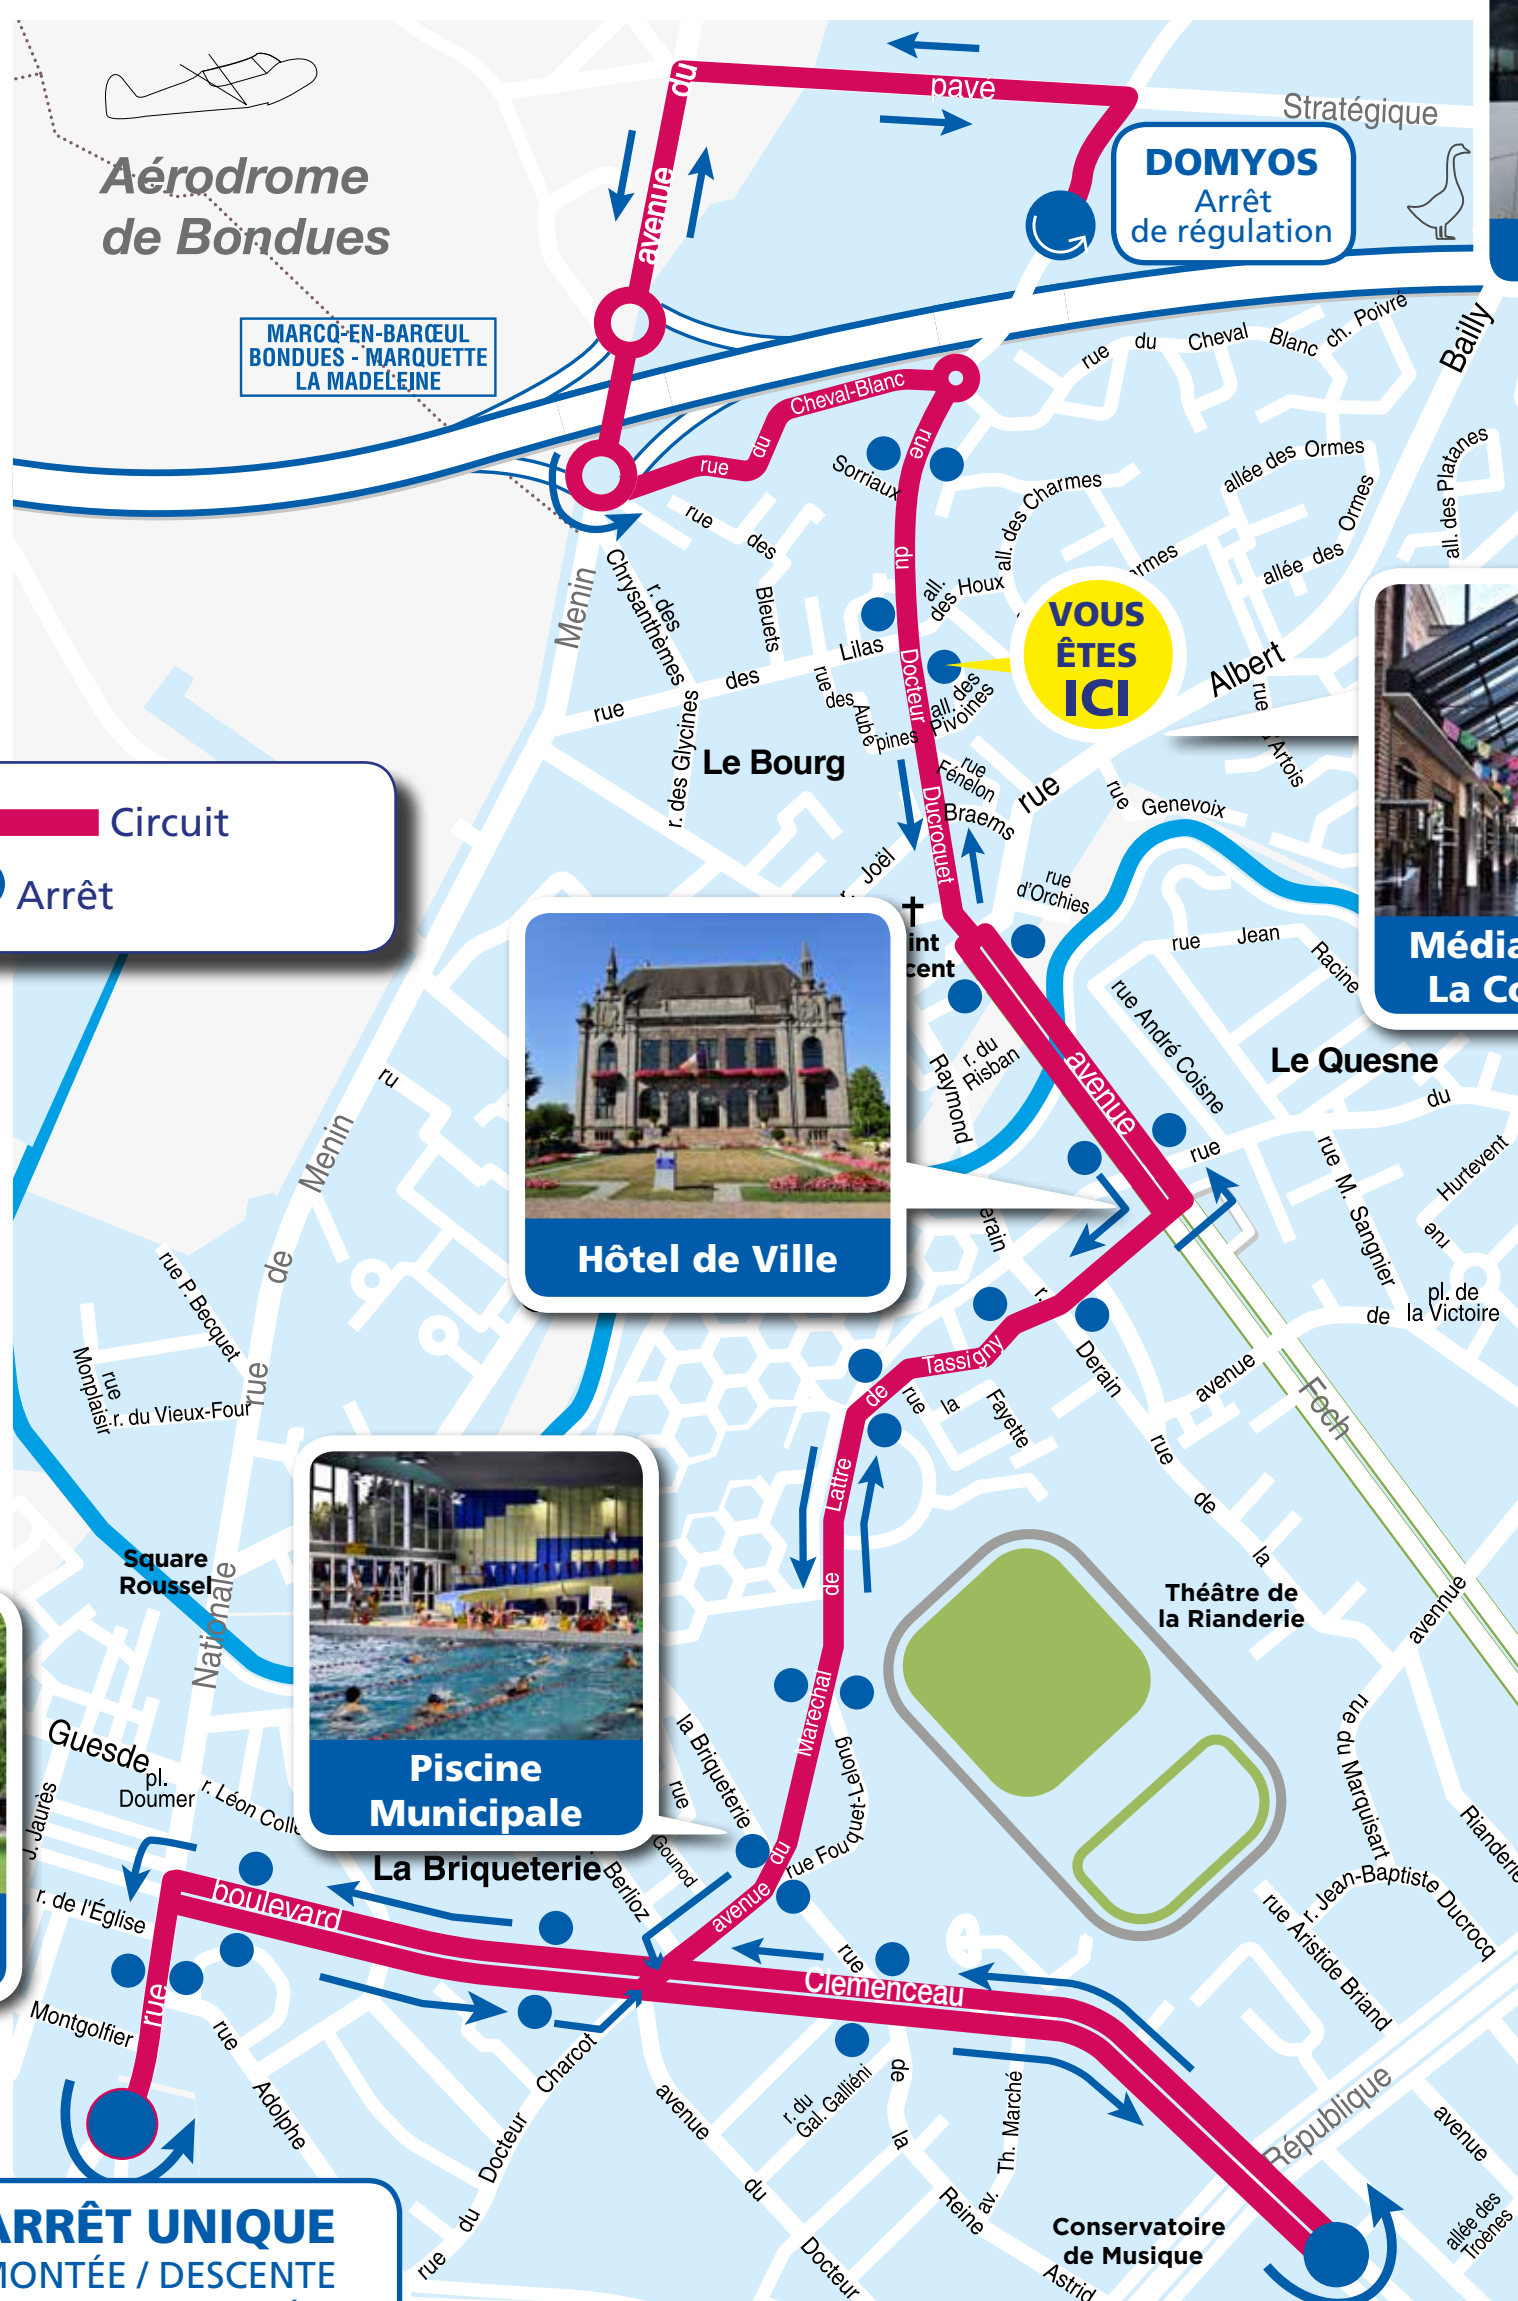 pavé
du
Stratégique
DOMYOS
Arrêt
de régulation
Aérodrome
de Bondues
avenue
MARCQ-EN-BARŒUL
BONDUES - MARQUETTE
LA MADELEINE
rue
du
Cheval
Blanc
ch. Poivré
Bailly
rue
du
Cheval-Blanc
rue
Sorriaux
du
Docteur
Ducroquet
all. des Charmes
allée des
Ormes
allée des
Ormes
all. des Platanes
rue
des
Bleuets
Chrysanthèmes
r. des
Menin
all.
des
Houx
VOUS
ÊTES
ICI
Albert
rue
rue
des
Lilas
rue
des
Aubé
pines
all. des
Pivoines
r. des Glycines
Le Bourg
rue
Fénelon
Braems
rue
Genevoix
Circuit
Arrêt
Joël
rue
d'Orchies
rue
Jean
Racine
Média
La Co
rue André Coisne
Le Quesne
du
Hurtevent
rue
r. du
Risban
Raymond
avenue
rue
rue M. Sangnier
Hôtel de Ville
pl. de
la Victoire
de
avenue
Foch
Menin
de
rue
Nationale
rue P. Becquet
rue
Monplaisir
r. du Vieux-Four
r.
Derain
Tassigny
de
Lattre
de
Maréchal
du
avenue
rue
la
Fayette
rue
de
la
Square
Roussel
Théâtre de
la Rianderie
avennue
rue du
Marquisart
Rianderie
Piscine
Municipale
Guesde
pl.
Doumer
r. Léon Colle
J. Jaurès
la Briqueterie
rue
Gounod
Berlioz
rue Fouquet-Lelong
La Briqueterie
r. de l'Église
boulevard
Clemenceau
rue
r. Jean-Baptiste Ducrocq
rue Aristide Briand
Montgolfier
rue
rue
Adolphe
Charcot
Docteur
du
rue
avenue
du
Docteur
r. du
Gal. Galliéni
de
la
Reine
Astrid
av.
Th. Marché
République
avenue
allée des
Troènes
Conservatoire
de Musique
ARRÊT UNIQUE
MONTÉE / DESCENTE